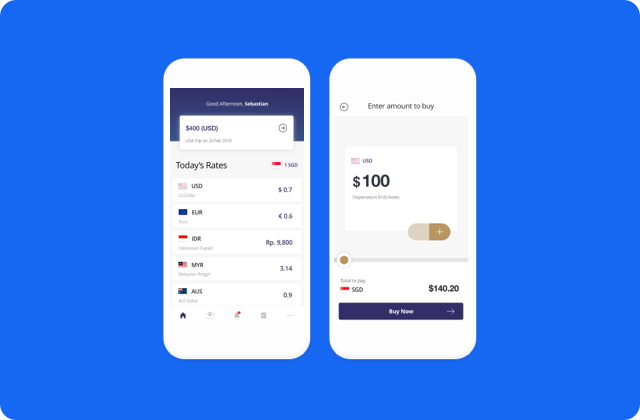 Good Afternoon, Sebastian
$400 (USD)
USA Trip on 20 Feb 2018
Today's Rates
1 SGD
USD
US Dollar
$ 0.7
EUR
Euro
€ 0.6
IDR
Indonesian Rupiah
Rp. 9,800
MYR
Malaysian Ringgit
3.14
AUS
AUS Dollar
0.9
Enter amount to buy
USD
$100
Dispensed in $100 Notes
Total to pay
SGD
$140.20
Buy Now